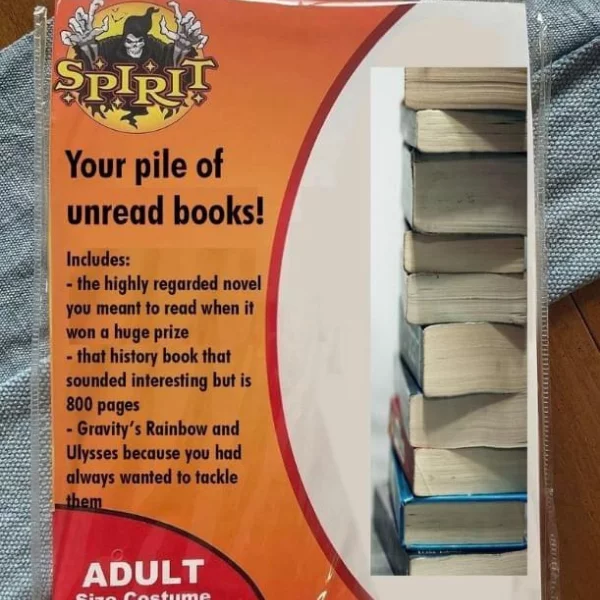 SPIRIT
Your pile of
unread books!
Includes:
- the highly regarded novel
you meant to read when it
won a huge prize
- that history book that
sounded interesting but is
800 pages
- Gravity's Rainbow and
Ulysses because you had
always wanted to tackle
them
ADULT
Size Costume